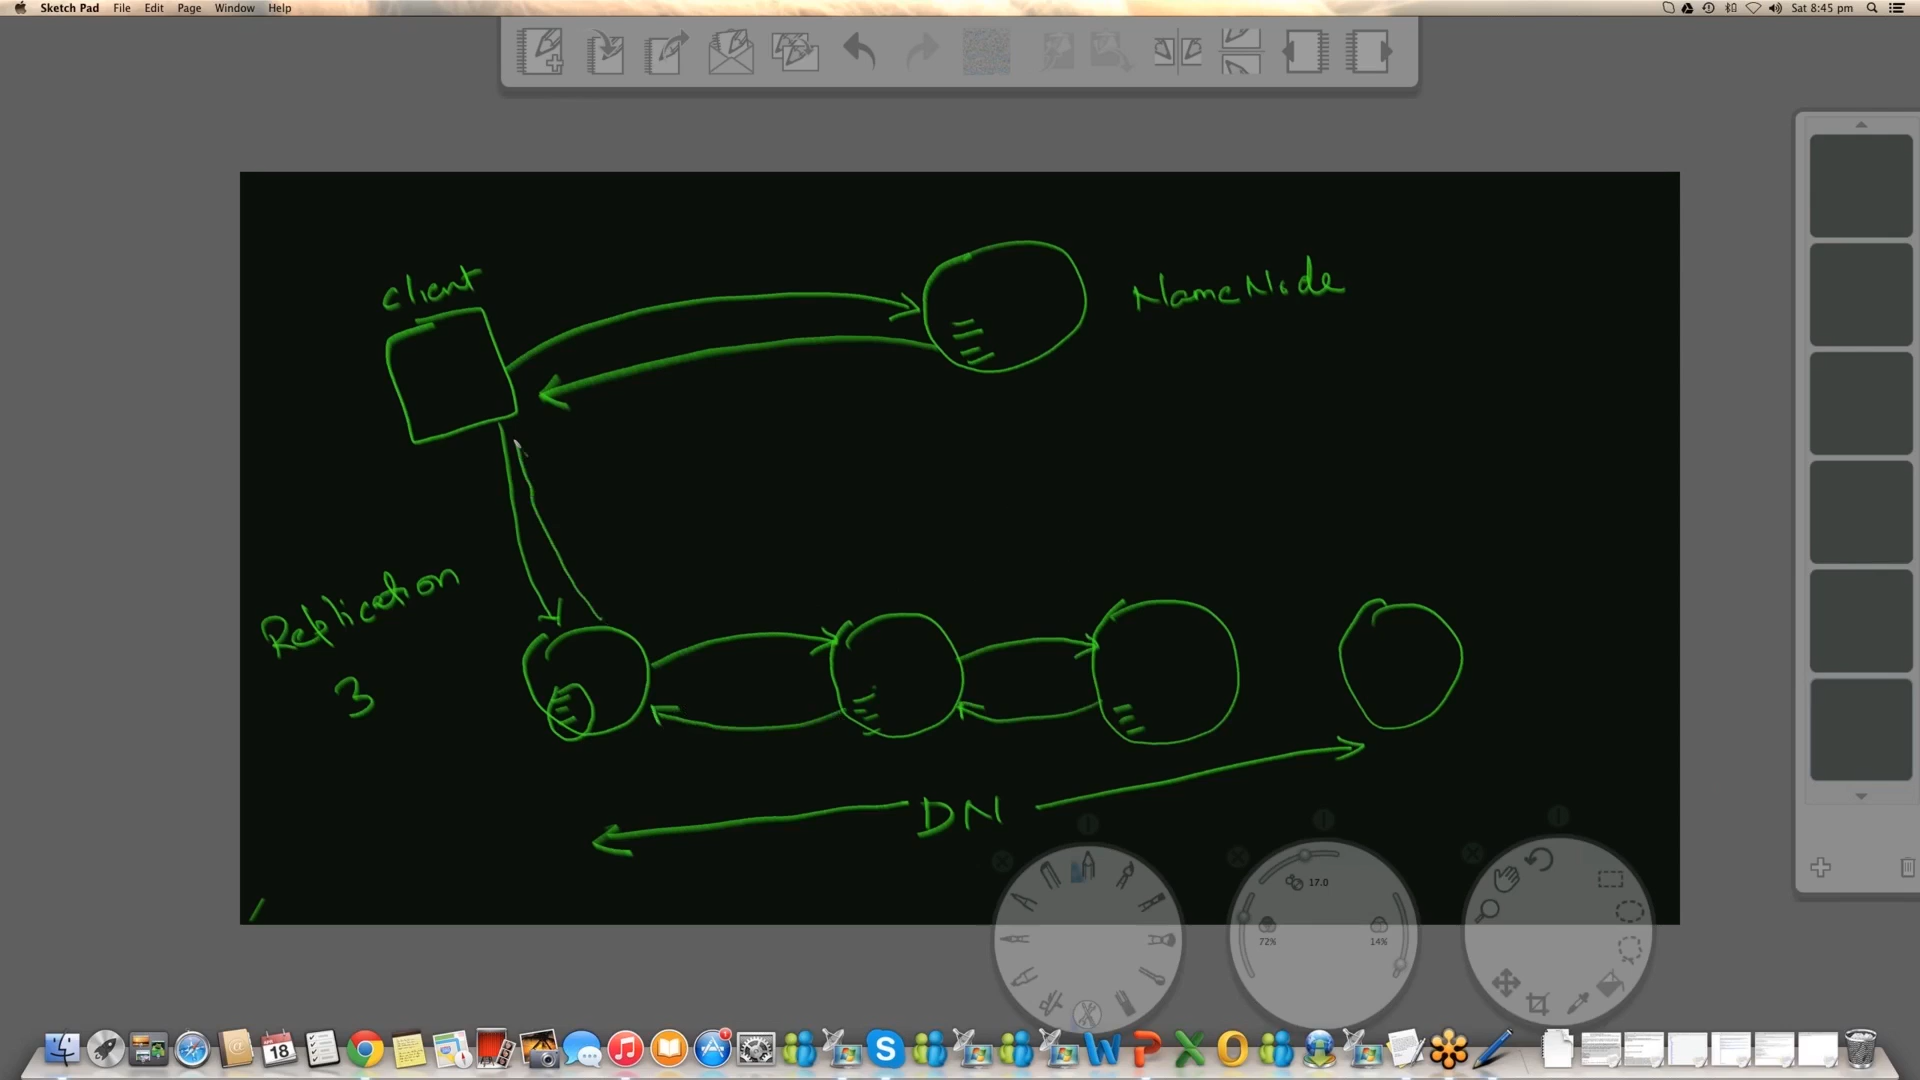 Sketch Pad File Edit Page Window Help
Sat 8:45 pm
Client
NameNode
Replication
3
DN
17.0
72% 14%
18